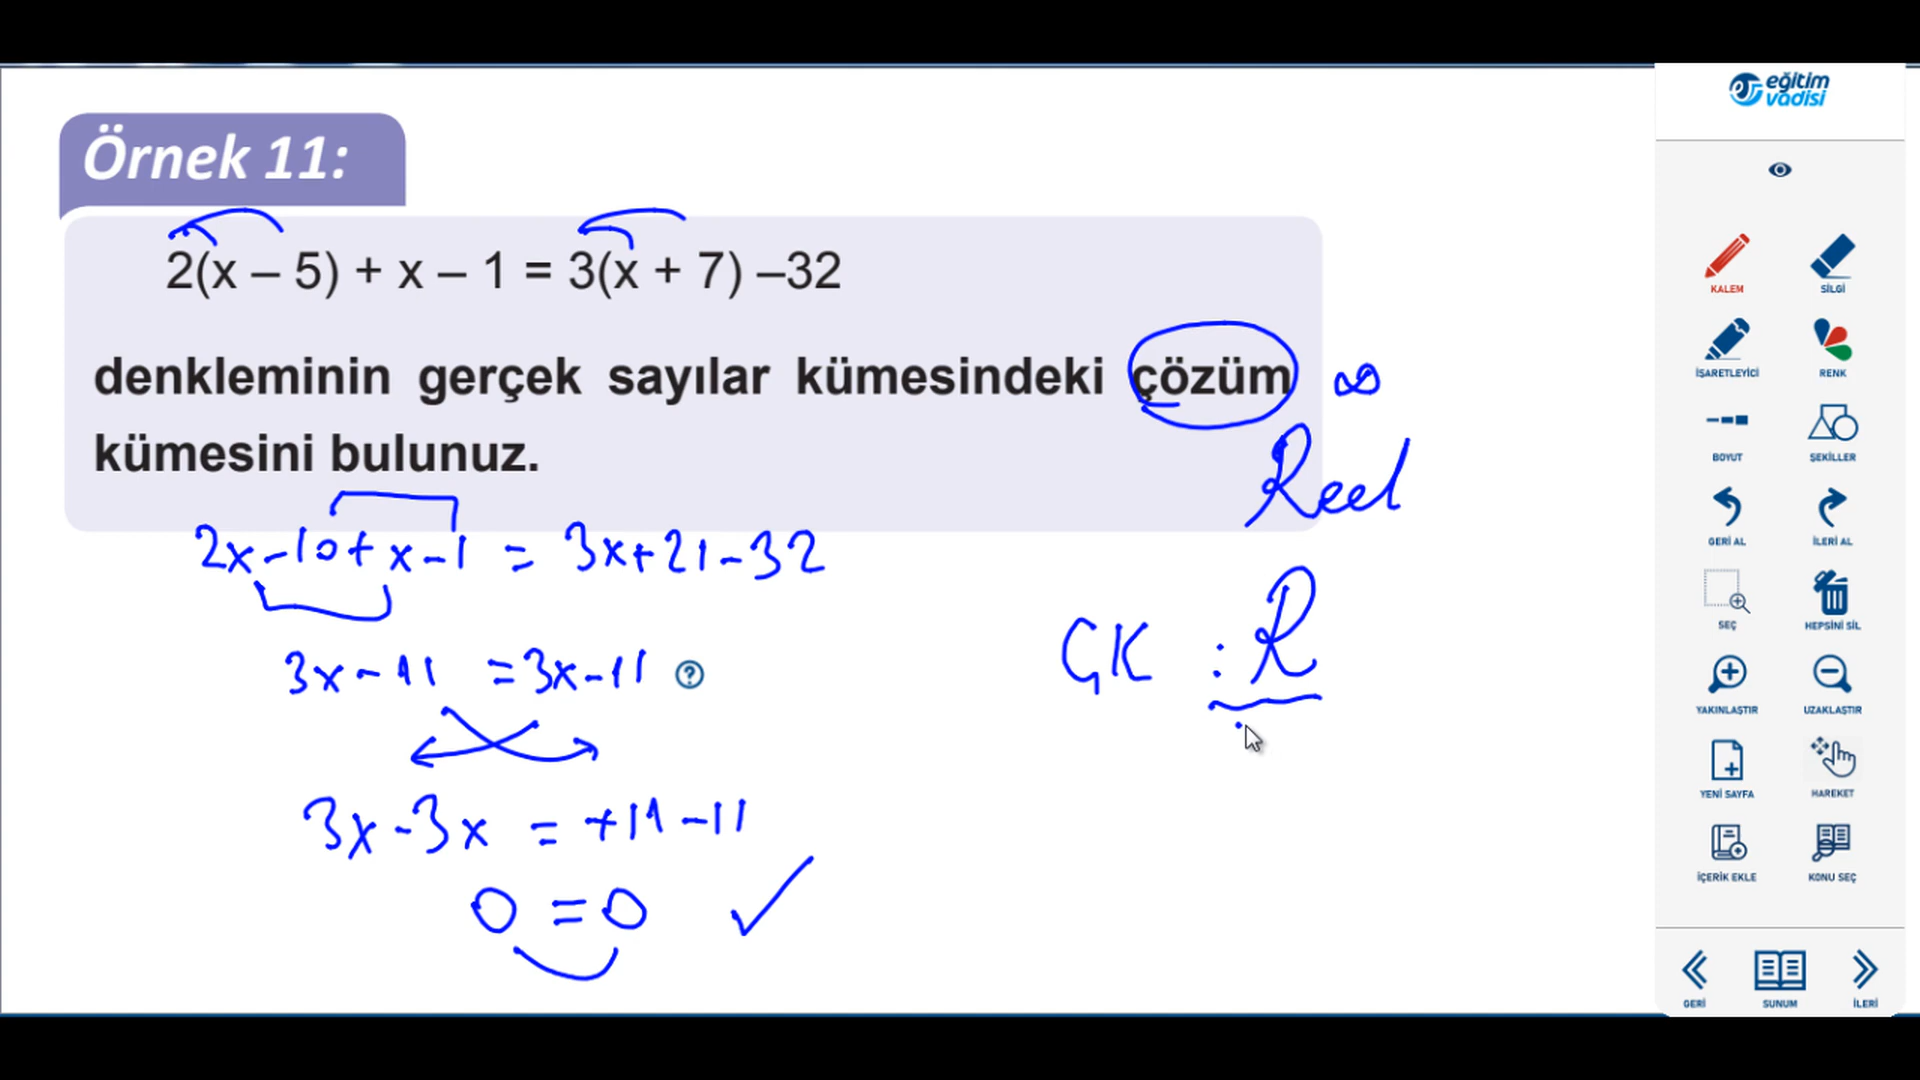 Örnek 11:
2(x – 5) + x – 1 = 3(x + 7) –32
denkleminin gerçek sayılar kümesindeki çözüm ∞
kümesini bulunuz.
Reel
2x-10+x-1 = 3x+21-32
3x-11 = 3x-11 ?
ÇK : R
3x-3x = +11-11
0 = 0 ✓
eğitim
vadisi
KALEM SİLGİ
İŞARETLEYİCİ RENK
BOYUT ŞEKİLLER
GERİ AL İLERİ AL
SEÇ HEPSİNİ SİL
YAKINLAŞTIR UZAKLAŞTIR
YENİ SAYFA HAREKET
İÇERİK EKLE KONU SEÇ
GERİ SUNUM İLERİ